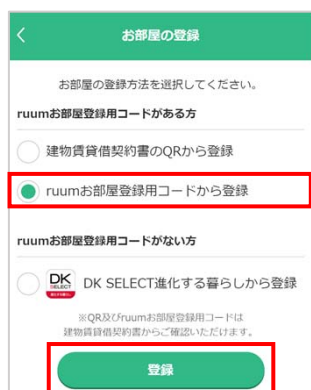 お部屋の登録
お部屋の登録方法を選択してください。
ruumお部屋登録用コードがある方
建物賃貸借契約書のQRから登録
ruumお部屋登録用コードから登録
ruumお部屋登録用コードがない方
DK
SELECT
DK SELECT進化する暮らしから登録
※QR及びruumお部屋登録用コードは
建物賃貸借契約書からご確認いただけます。
登録